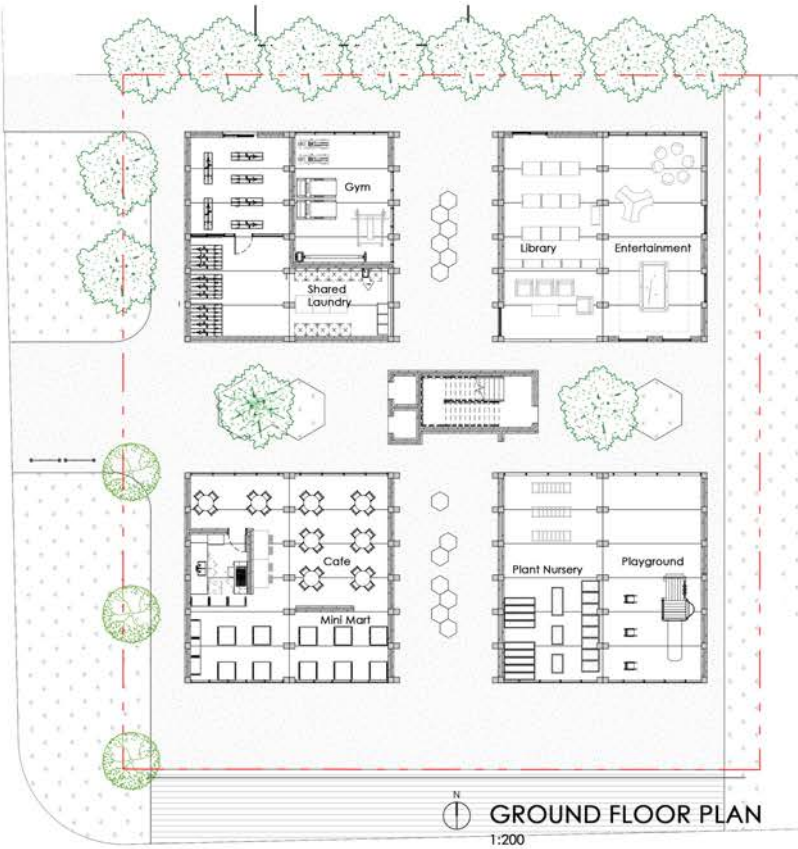 Gym
Library
Entertainment
Shared
Laundry
Cafe
Mini Mart
Plant Nursery
Playground
N
GROUND FLOOR PLAN
1:200